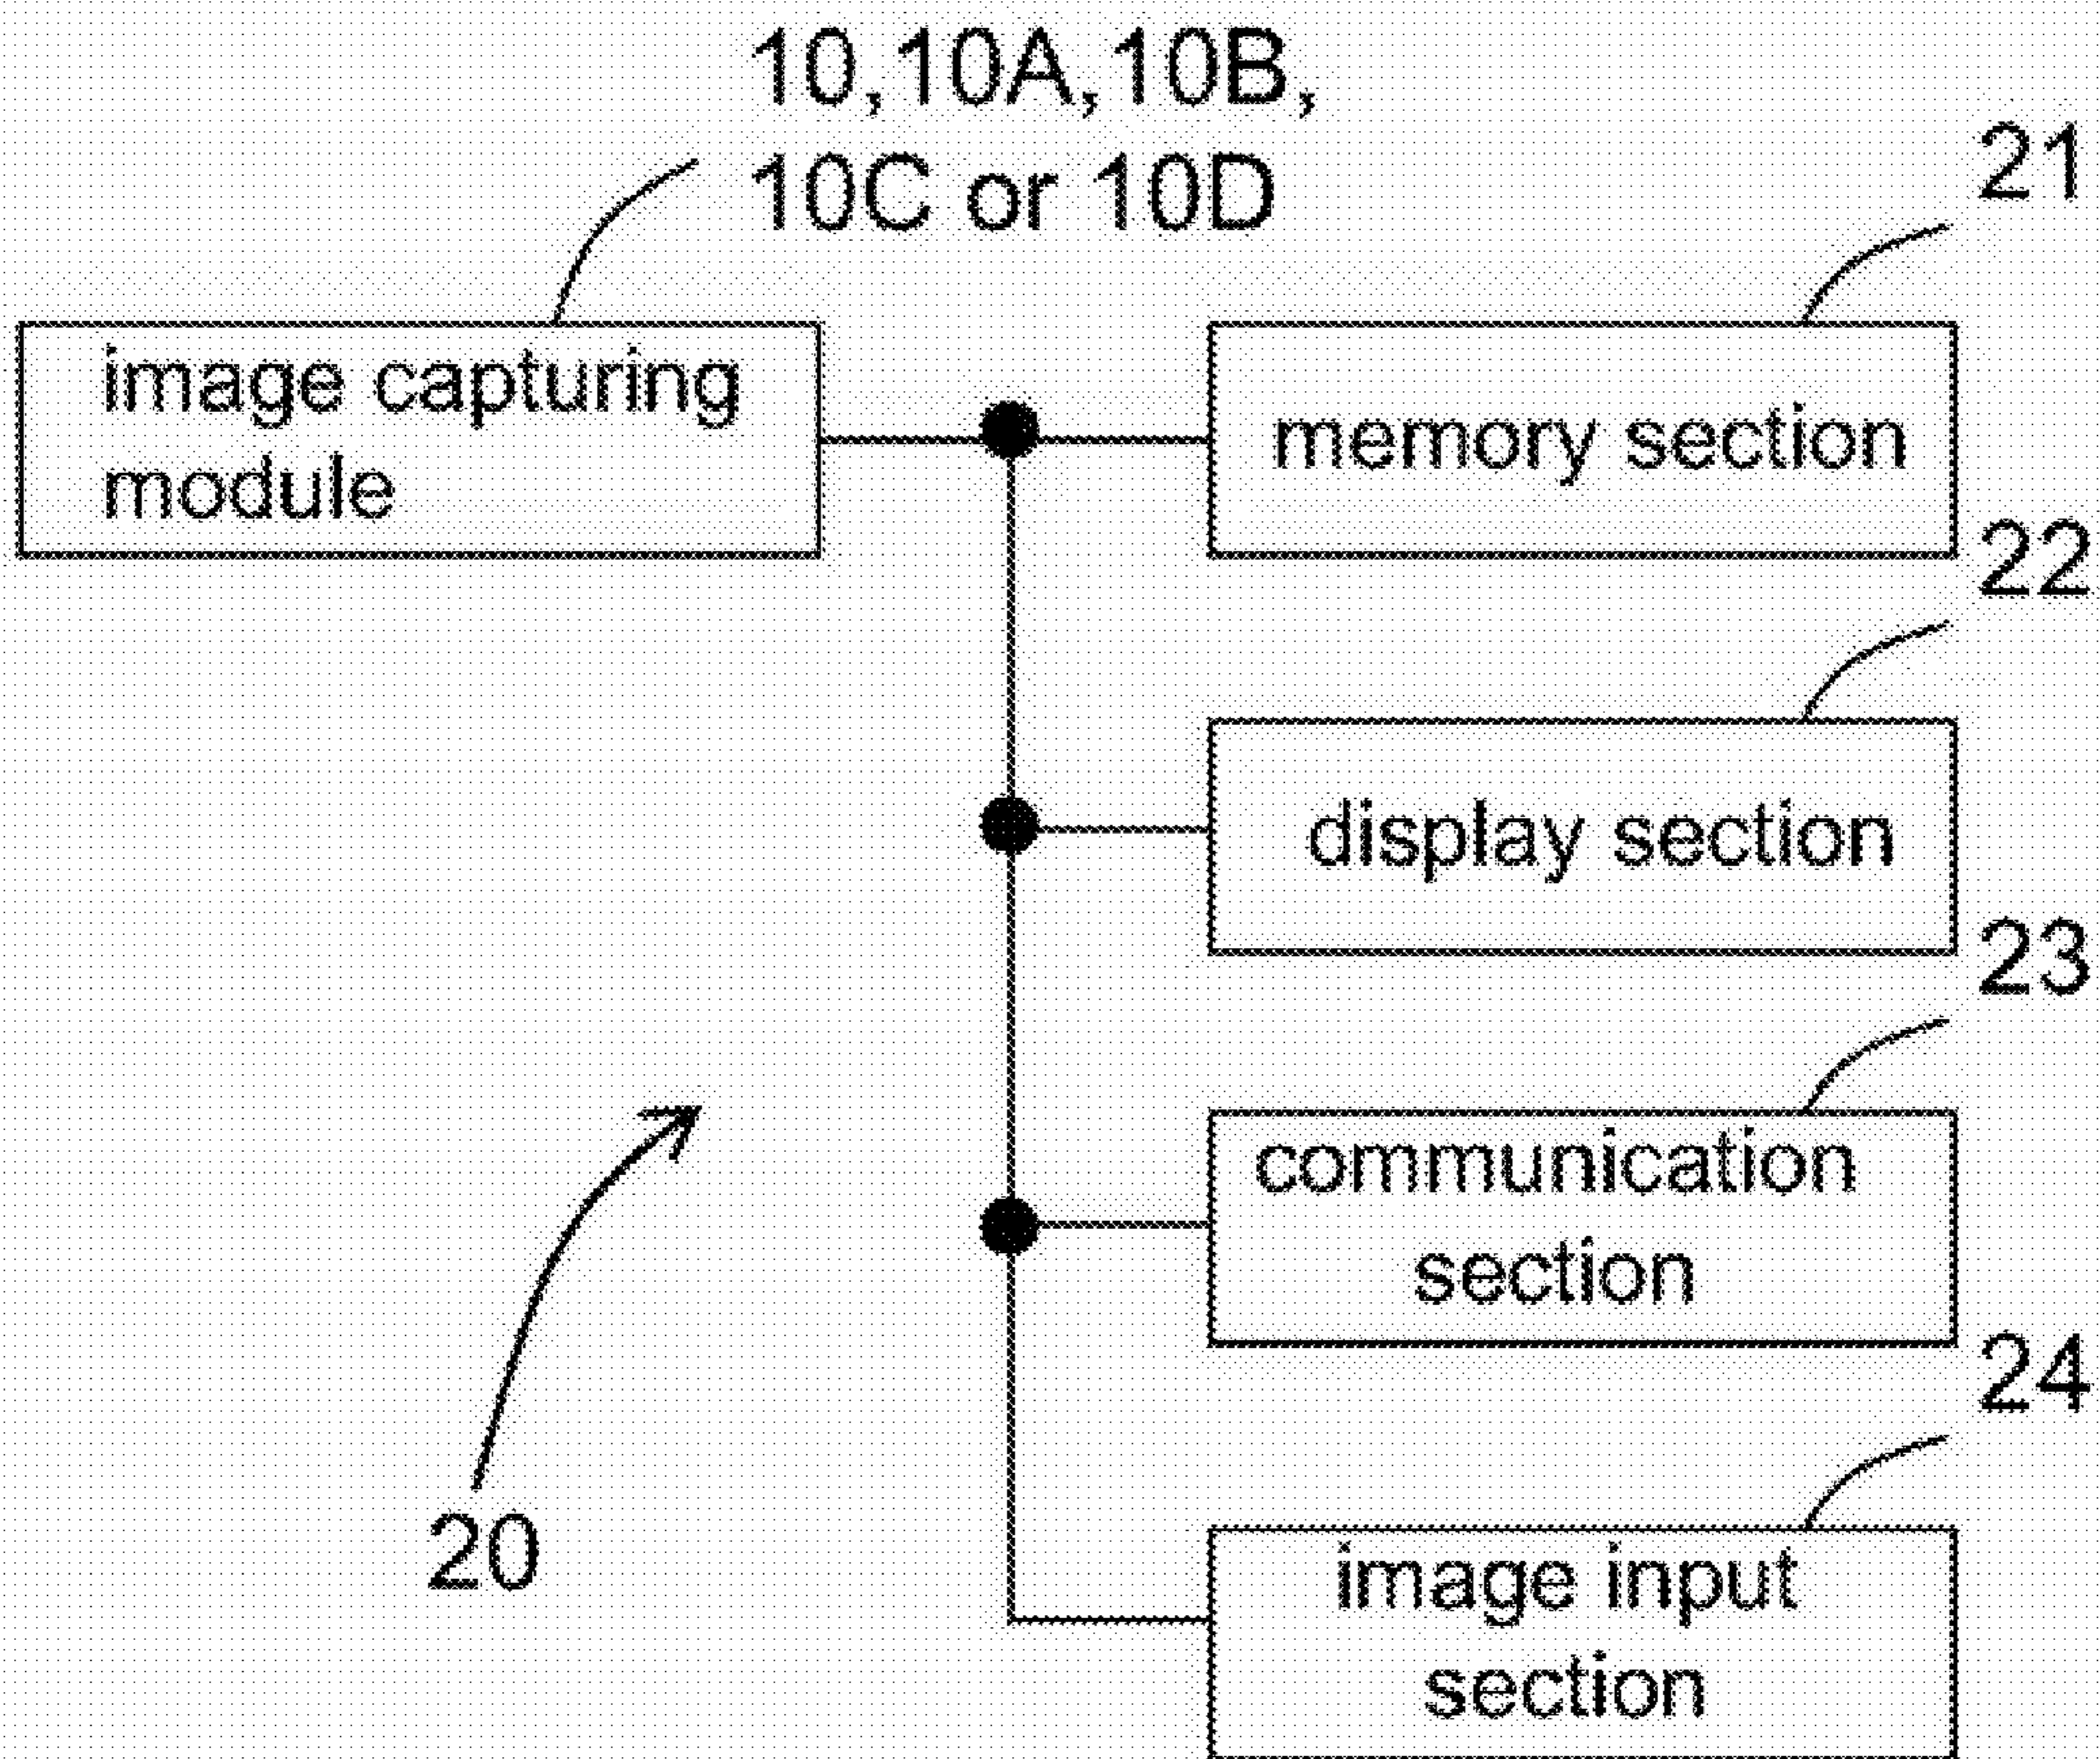 10,10A,10B,
10C or 10D
21
image capturing
module
memory section
22
display section
23
communication
section
24
20
image input
section